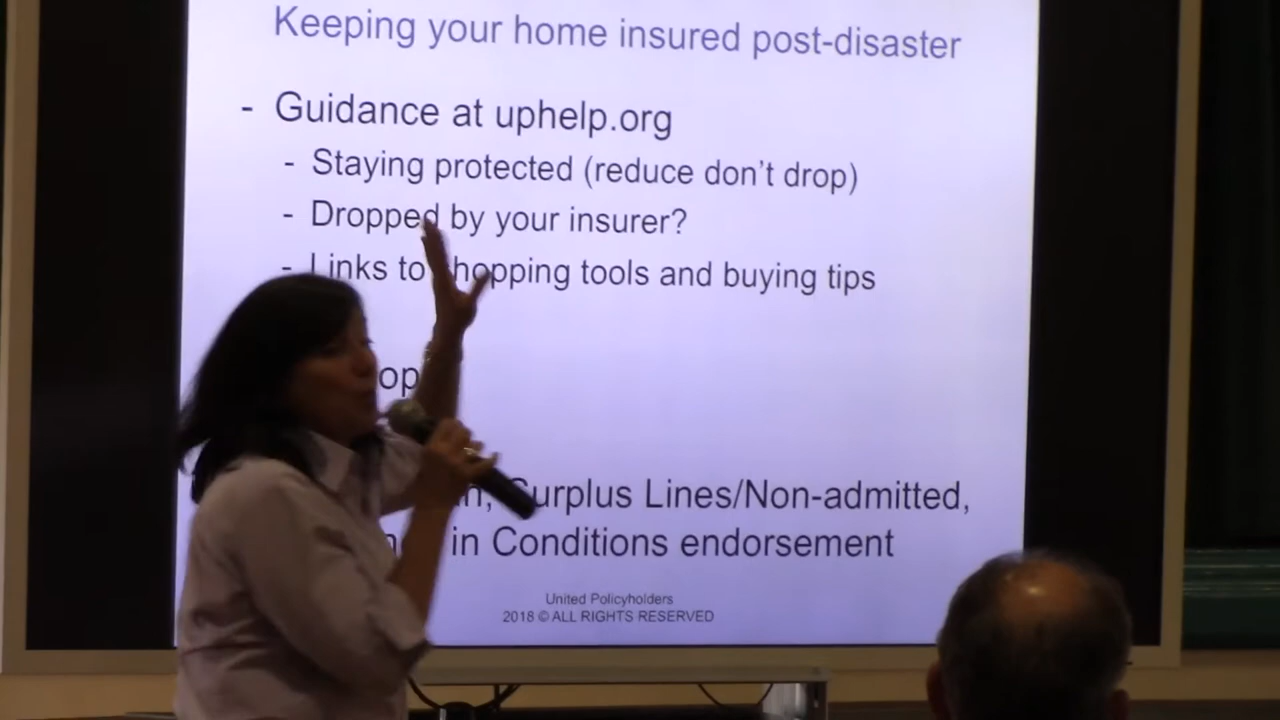 Keeping your home insured post-disaster
- Guidance at uphelp.org
- Staying protected (reduce don't drop)
- Dropped by your insurer?
- Links to shopping tools and buying tips
Surplus Lines/Non-admitted,
in Conditions endorsement
United Policyholders
2018 © ALL RIGHTS RESERVED